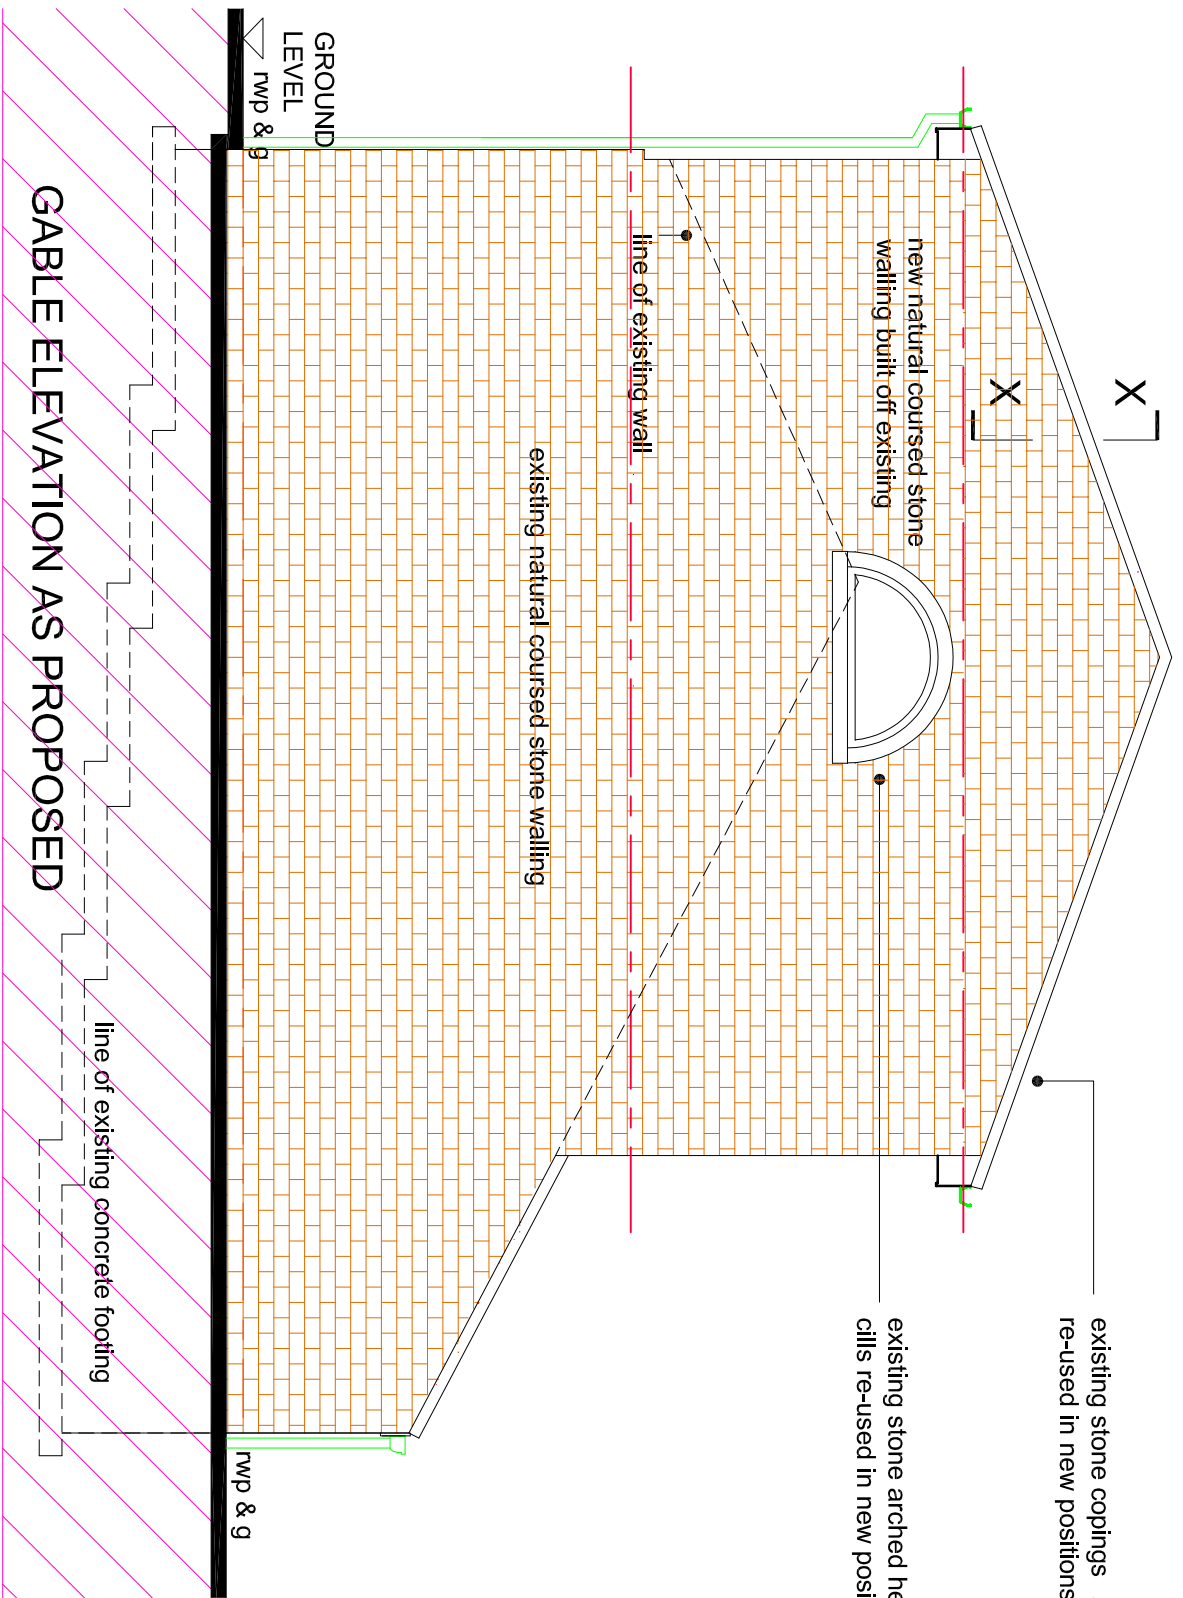 X
X
existing stone copings
re-used in new positions
new natural coursed stone
walling built off existing
existing stone arched he
cills re-used in new posi
line of existing wall
existing natural coursed stone walling
GROUND
LEVEL
rwp & g
rwp & g
line of existing concrete footing
GABLE ELEVATION AS PROPOSED